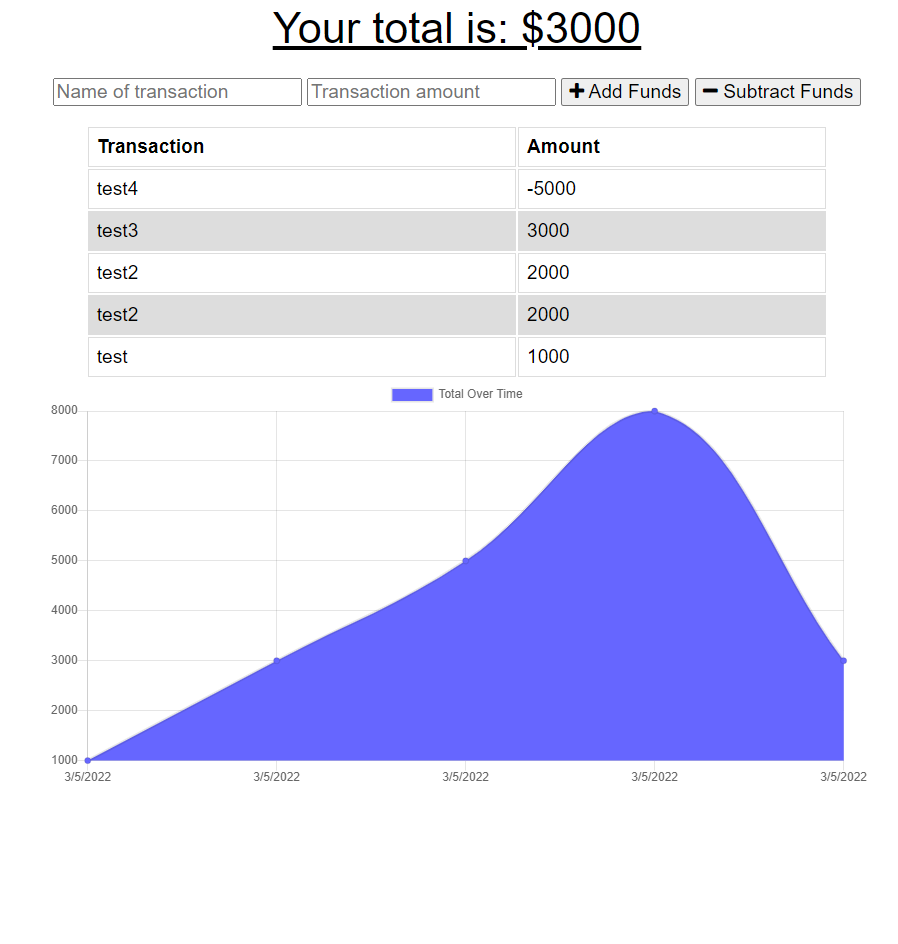 Your total is: $3000
Name of transaction Transaction amount Add Funds Subtract Funds
Transaction Amount
test4 -5000
test3 3000
test2 2000
test2 2000
test 1000
Total Over Time
8000
7000
6000
5000
4000
3000
2000
1000
3/5/2022 3/5/2022 3/5/2022 3/5/2022 3/5/2022